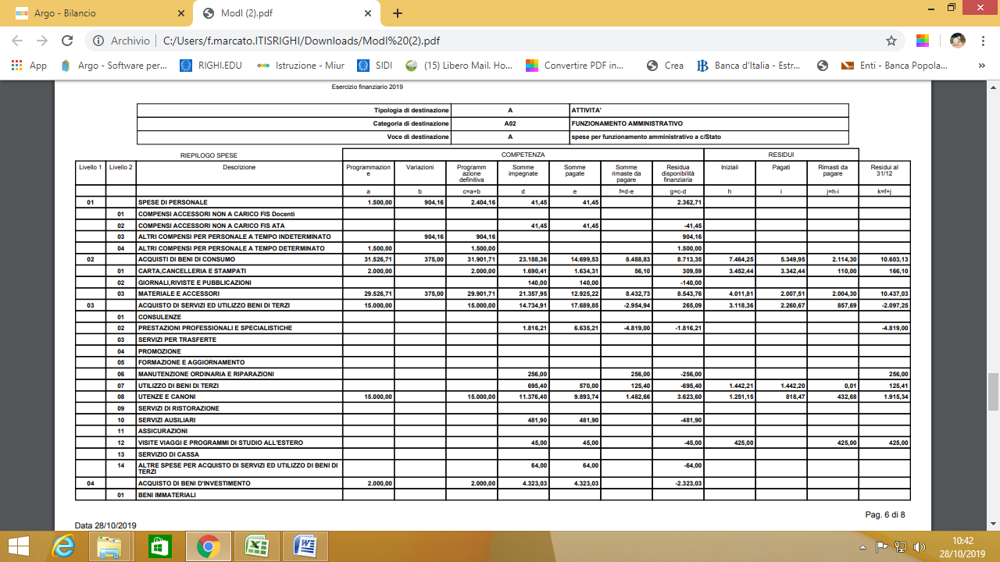 Argo - Bilancio
ModI (2).pdf
Archivio
C:/Users/f.marcato.ITISRIGHI/Downloads/ModI%20(2).pdf
App
Argo - Software per...
RIGHI.EDU
Istruzione - Miur
SIDI
(15) Libero Mail. Ho...
Convertire PDF in...
Crea
Banca d'Italia - Estr...
Enti - Banca Popola...
»
Esercizio finanziario 2019
Tipologia di destinazione A ATTIVITA'
Categoria di destinazione A02 FUNZIONAMENTO AMMINISTRATIVO
Voce di destinazione A spese per funzionamento amministrativo a c/Stato
RIEPILOGO SPESE COMPETENZA RESIDUI
Livello 1 Livello 2 Descrizione Programmazion Variazioni Programm Somme Somme Somme Residua Iniziali Pagati Rimasti da Residui al
e azione impegnate pagate rimaste da disponibilità pagare 31/12
definitiva pagare finanziaria
a b c=a+b d e f=d-e g=c-d h i j=h-i k=f+j
01 SPESE DI PERSONALE 1.500,00 904,16 2.404,16 41,45 41,45 2.362,71
01 COMPENSI ACCESSORI NON A CARICO FIS Docenti
02 COMPENSI ACCESSORI NON A CARICO FIS ATA 41,45 41,45 -41,45
03 ALTRI COMPENSI PER PERSONALE A TEMPO INDETERMINATO 904,16 904,16 904,16
04 ALTRI COMPENSI PER PERSONALE A TEMPO DETERMINATO 1.500,00 1.500,00 1.500,00
02 ACQUISTI DI BENI DI CONSUMO 31.526,71 375,00 31.901,71 23.188,36 14.699,53 8.488,83 8.713,35 7.464,25 5.349,95 2.114,30 10.603,13
01 CARTA,CANCELLERIA E STAMPATI 2.000,00 2.000,00 1.690,41 1.634,31 56,10 309,59 3.452,44 3.342,44 110,00 166,10
02 GIORNALI,RIVISTE E PUBBLICAZIONI 140,00 140,00 -140,00
03 MATERIALE E ACCESSORI 29.526,71 375,00 29.901,71 21.357,95 12.925,22 8.432,73 8.543,76 4.011,81 2.007,51 2.004,30 10.437,03
03 ACQUISTO DI SERVIZI ED UTILIZZO BENI DI TERZI 15.000,00 15.000,00 14.734,91 17.689,85 -2.954,94 265,09 3.118,36 2.260,67 857,69 -2.097,25
01 CONSULENZE
02 PRESTAZIONI PROFESSIONALI E SPECIALISTICHE 1.816,21 6.635,21 -4.819,00 -1.816,21 -4.819,00
03 SERVIZI PER TRASFERTE
04 PROMOZIONE
05 FORMAZIONE E AGGIORNAMENTO
06 MANUTENZIONE ORDINARIA E RIPARAZIONI 256,00 256,00 -256,00 256,00
07 UTILIZZO DI BENI DI TERZI 695,40 570,00 125,40 -695,40 1.442,21 1.442,20 0,01 125,41
08 UTENZE E CANONI 15.000,00 15.000,00 11.376,40 9.893,74 1.482,66 3.623,60 1.251,15 818,47 432,68 1.915,34
09 SERVIZI DI RISTORAZIONE
10 SERVIZI AUSILIARI 481,90 481,90 -481,90
11 ASSICURAZIONI
12 VISITE VIAGGI E PROGRAMMI DI STUDIO ALL'ESTERO 45,00 45,00 -45,00 425,00 425,00 425,00
13 SERVIZIO DI CASSA
14 ALTRE SPESE PER ACQUISTO DI SERVIZI ED UTILIZZO DI BENI DI 64,00 64,00 -64,00
TERZI
04 ACQUISTO DI BENI D'INVESTIMENTO 2.000,00 2.000,00 4.323,03 4.323,03 -2.323,03
01 BENI IMMATERIALI
Pag. 6 di 8
Data 28/10/2019
10:42
28/10/2019